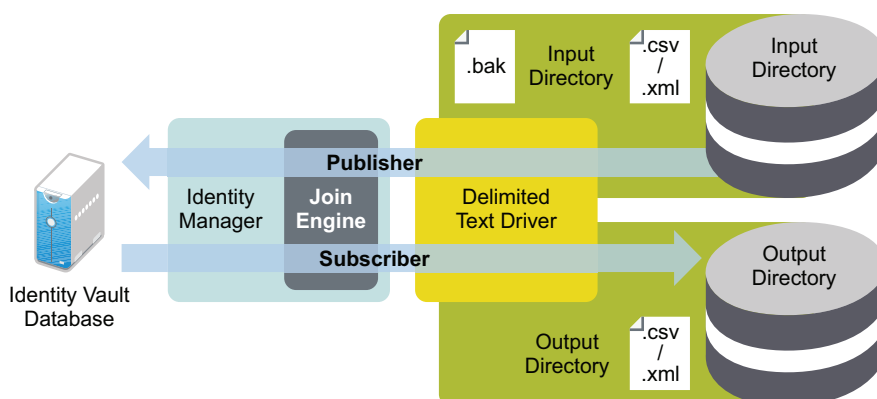 .bak
Input
Directory
.csv
/
.xml
Input
Directory
Publisher
Identity
Manager
Join
Engine
Delimited
Text Driver
Subscriber
Identity Vault
Database
Output
Directory
Output
Directory
.csv
/
.xml